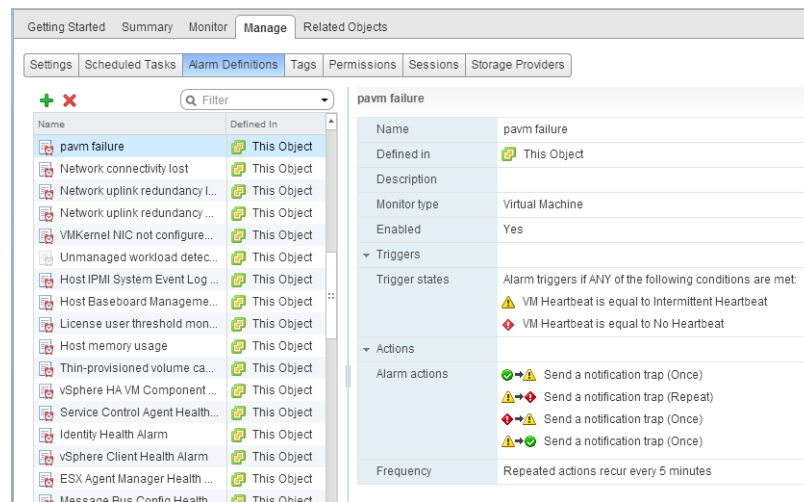 Getting Started Summary Monitor Manage Related Objects
Settings Scheduled Tasks Alarm Definitions Tags Permissions Sessions Storage Providers
Filter
Name Defined In
pavm failure This Object
Network connectivity lost This Object
Network uplink redundancy l... This Object
Network uplink redundancy ... This Object
VMKernel NIC not configure... This Object
Unmanaged workload detec... This Object
Host IPMI System Event Log ... This Object
Host Baseboard Manageme... This Object
License user threshold mon... This Object
Host memory usage This Object
Thin-provisioned volume ca... This Object
vSphere HA VM Component ... This Object
Service Control Agent Health... This Object
Identity Health Alarm This Object
vSphere Client Health Alarm This Object
ESX Agent Manager Health ... This Object
Message Bus Config Health This Object
pavm failure
Name pavm failure
Defined in This Object
Description
Monitor type Virtual Machine
Enabled Yes
Triggers
Trigger states Alarm triggers if ANY of the following conditions are met:
VM Heartbeat is equal to Intermittent Heartbeat
VM Heartbeat is equal to No Heartbeat
Actions
Alarm actions Send a notification trap (Once)
Send a notification trap (Repeat)
Send a notification trap (Once)
Send a notification trap (Once)
Frequency Repeated actions recur every 5 minutes